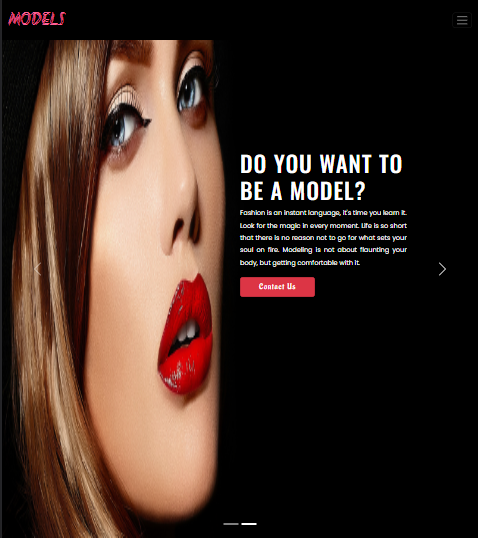 MODELS
DO YOU WANT TO
BE A MODEL?
Fashion is an instant language, it's time you learn it.
Look for the magic in every moment. Life is so short
that there is no reason not to go for what sets your
soul on fire. Modeling is not about flaunting your
body, but getting comfortable with it.
Contact Us